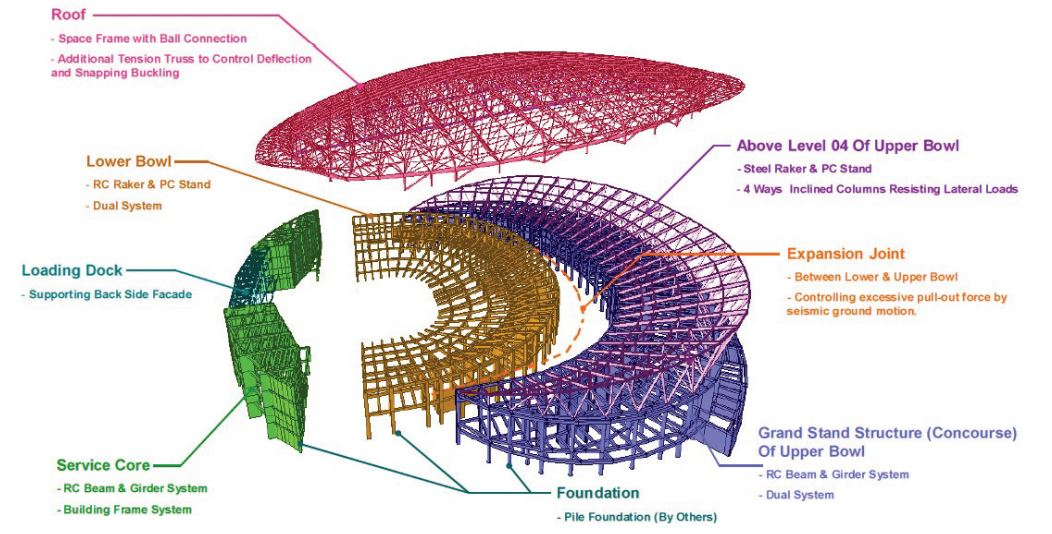 Roof
- Space Frame with Ball Connection
- Additional Tension Truss to Control Deflection
and Snapping Buckling
Lower Bowl
- RC Raker & PC Stand
- Dual System
Above Level 04 Of Upper Bowl
- Steel Raker & PC Stand
- 4 Ways Inclined Columns Resisting Lateral Loads
Loading Dock
- Supporting Back Side Facade
Expansion Joint
- Between Lower & Upper Bowl
- Controlling excessive pull-out force by
seismic ground motion.
Service Core
- RC Beam & Girder System
- Building Frame System
Foundation
- Pile Foundation (By Others)
Grand Stand Structure (Concourse)
Of Upper Bowl
- RC Beam & Girder System
- Dual System